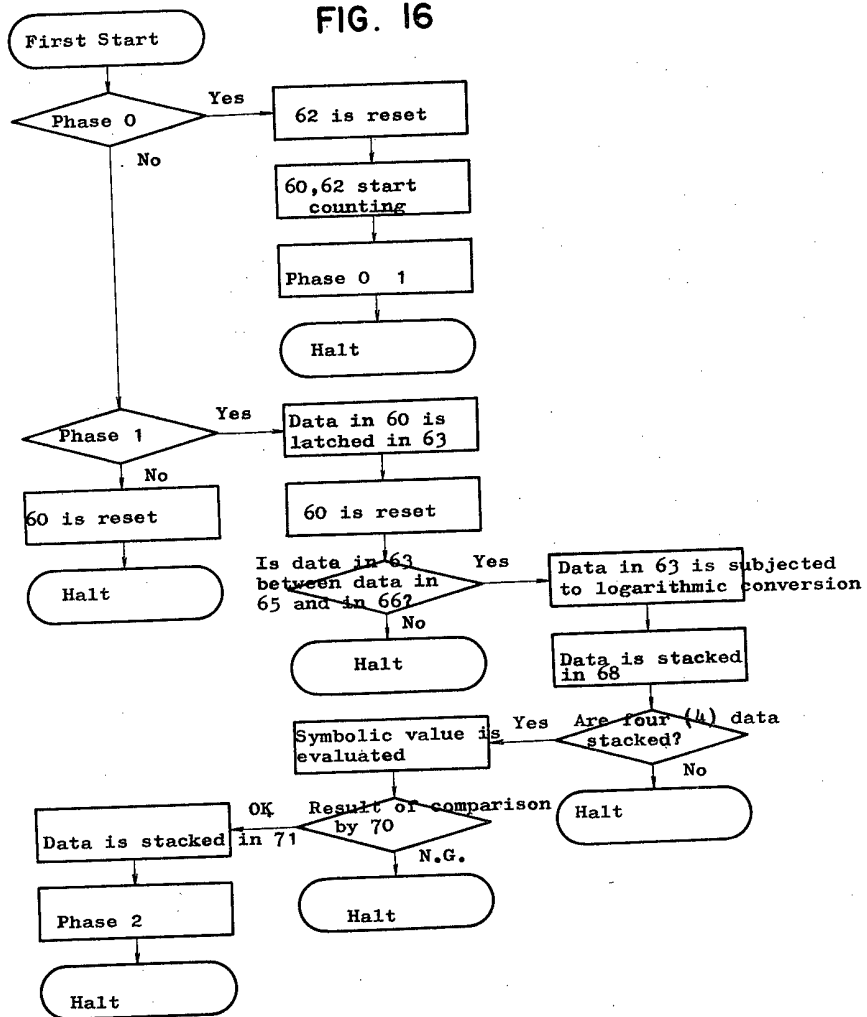 FIG. 16
First Start
Phase 0
Yes
No
62 is reset
60,62 start
counting
Phase 0 1
Halt
Phase 1
Yes
No
Data in 60 is
latched in 63
60 is reset
Halt
60 is reset
Is data in 63
between data in
65 and in 66?
Yes
No
Halt
Data in 63 is subjected
to logarithmic conversion
Data is stacked
in 68
Are four (4) data
stacked?
Yes
No
Halt
Symbolic value is
evaluated
Result of comparison
by 70
OK
N.G.
Halt
Data is stacked in 71
Phase 2
Halt